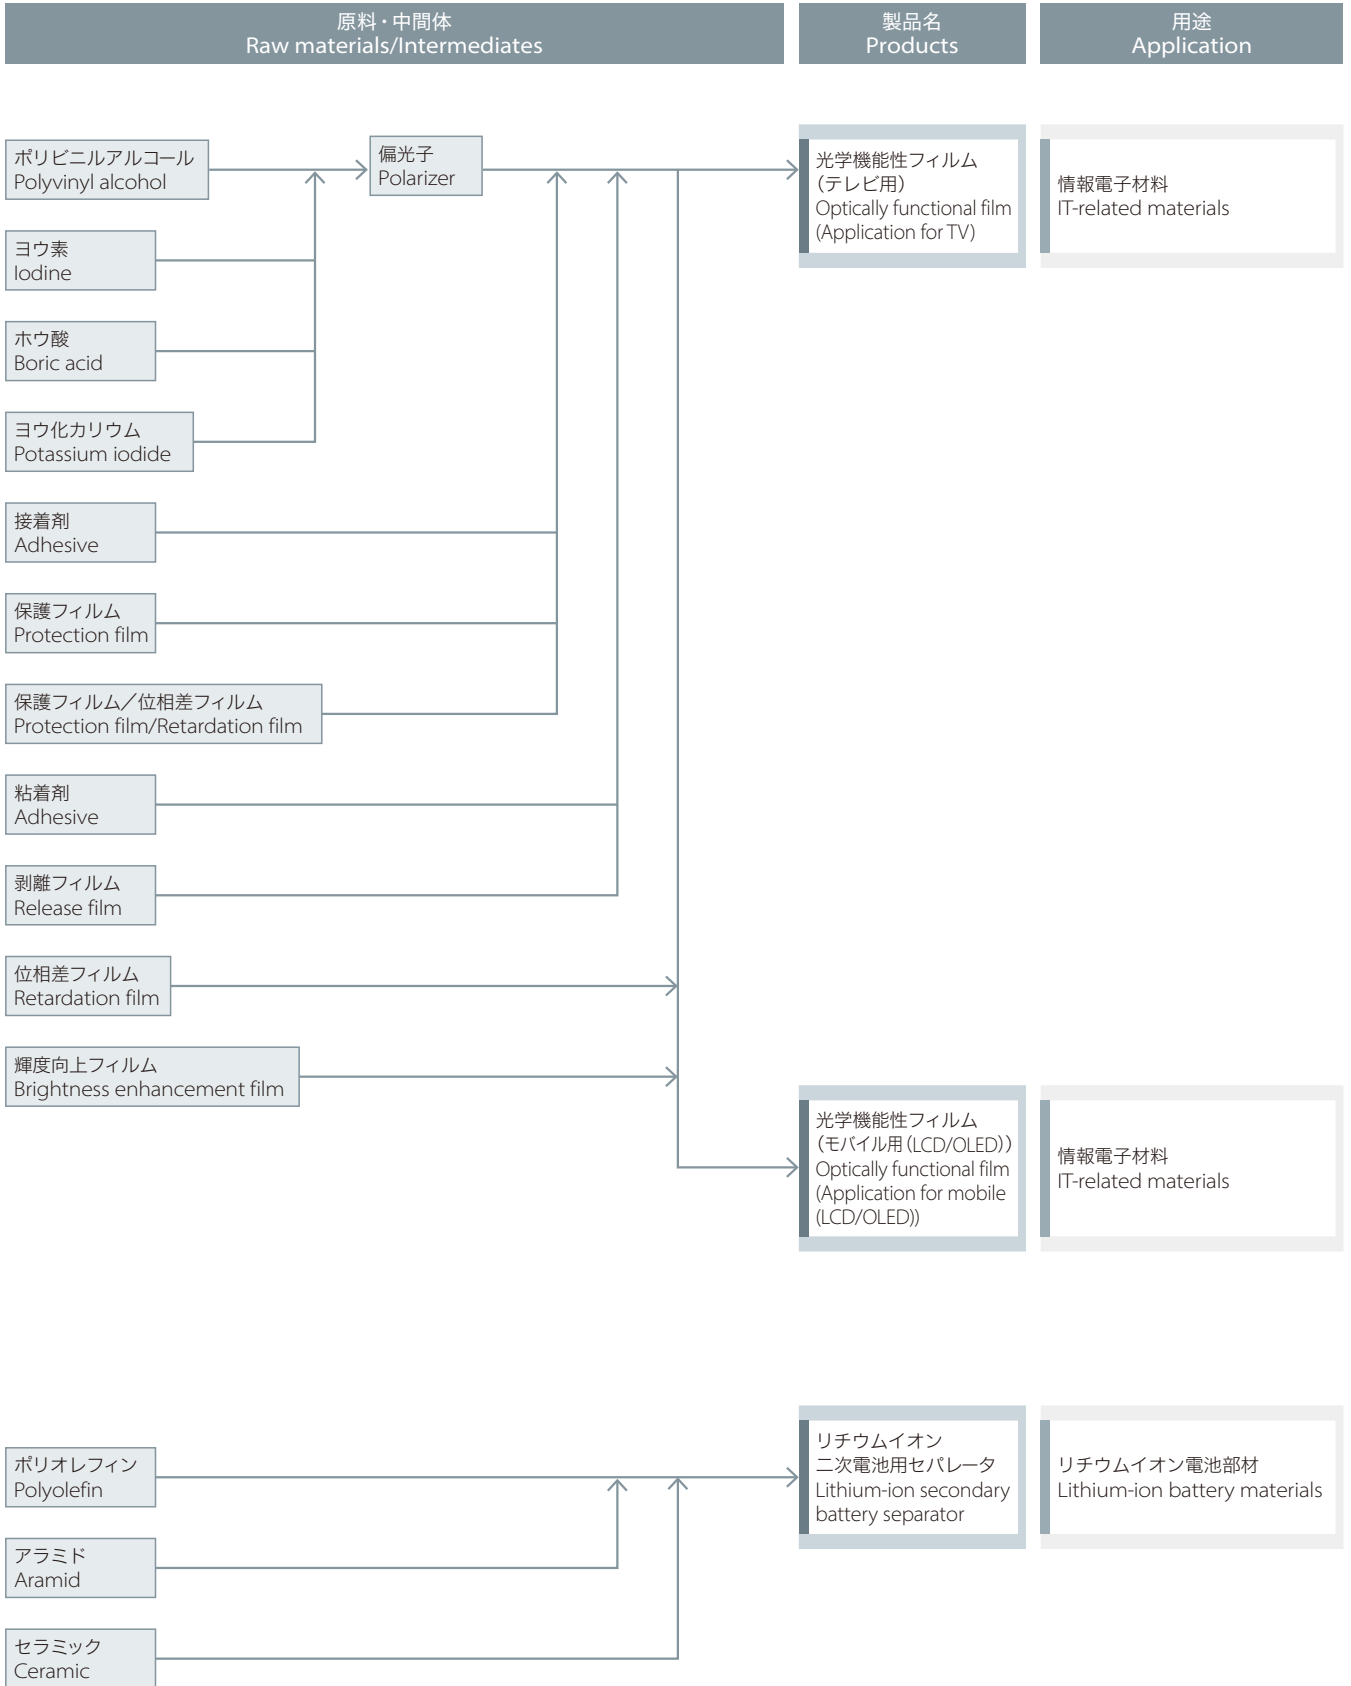 原料・中間体
Raw materials/Intermediates
製品名
Products
用途
Application
ポリビニルアルコール
Polyvinyl alcohol
偏光子
Polarizer
光学機能性フィルム
（テレビ用）
Optically functional film
(Application for TV)
情報電子材料
IT-related materials
ヨウ素
Iodine
ホウ酸
Boric acid
ヨウ化カリウム
Potassium iodide
接着剤
Adhesive
保護フィルム
Protection film
保護フィルム／位相差フィルム
Protection film/Retardation film
粘着剤
Adhesive
剥離フィルム
Release film
位相差フィルム
Retardation film
輝度向上フィルム
Brightness enhancement film
光学機能性フィルム
（モバイル用（LCD/OLED））
Optically functional film
(Application for mobile
(LCD/OLED))
情報電子材料
IT-related materials
ポリオレフィン
Polyolefin
リチウムイオン
二次電池用セパレータ
Lithium-ion secondary
battery separator
リチウムイオン電池部材
Lithium-ion battery materials
アラミド
Aramid
セラミック
Ceramic